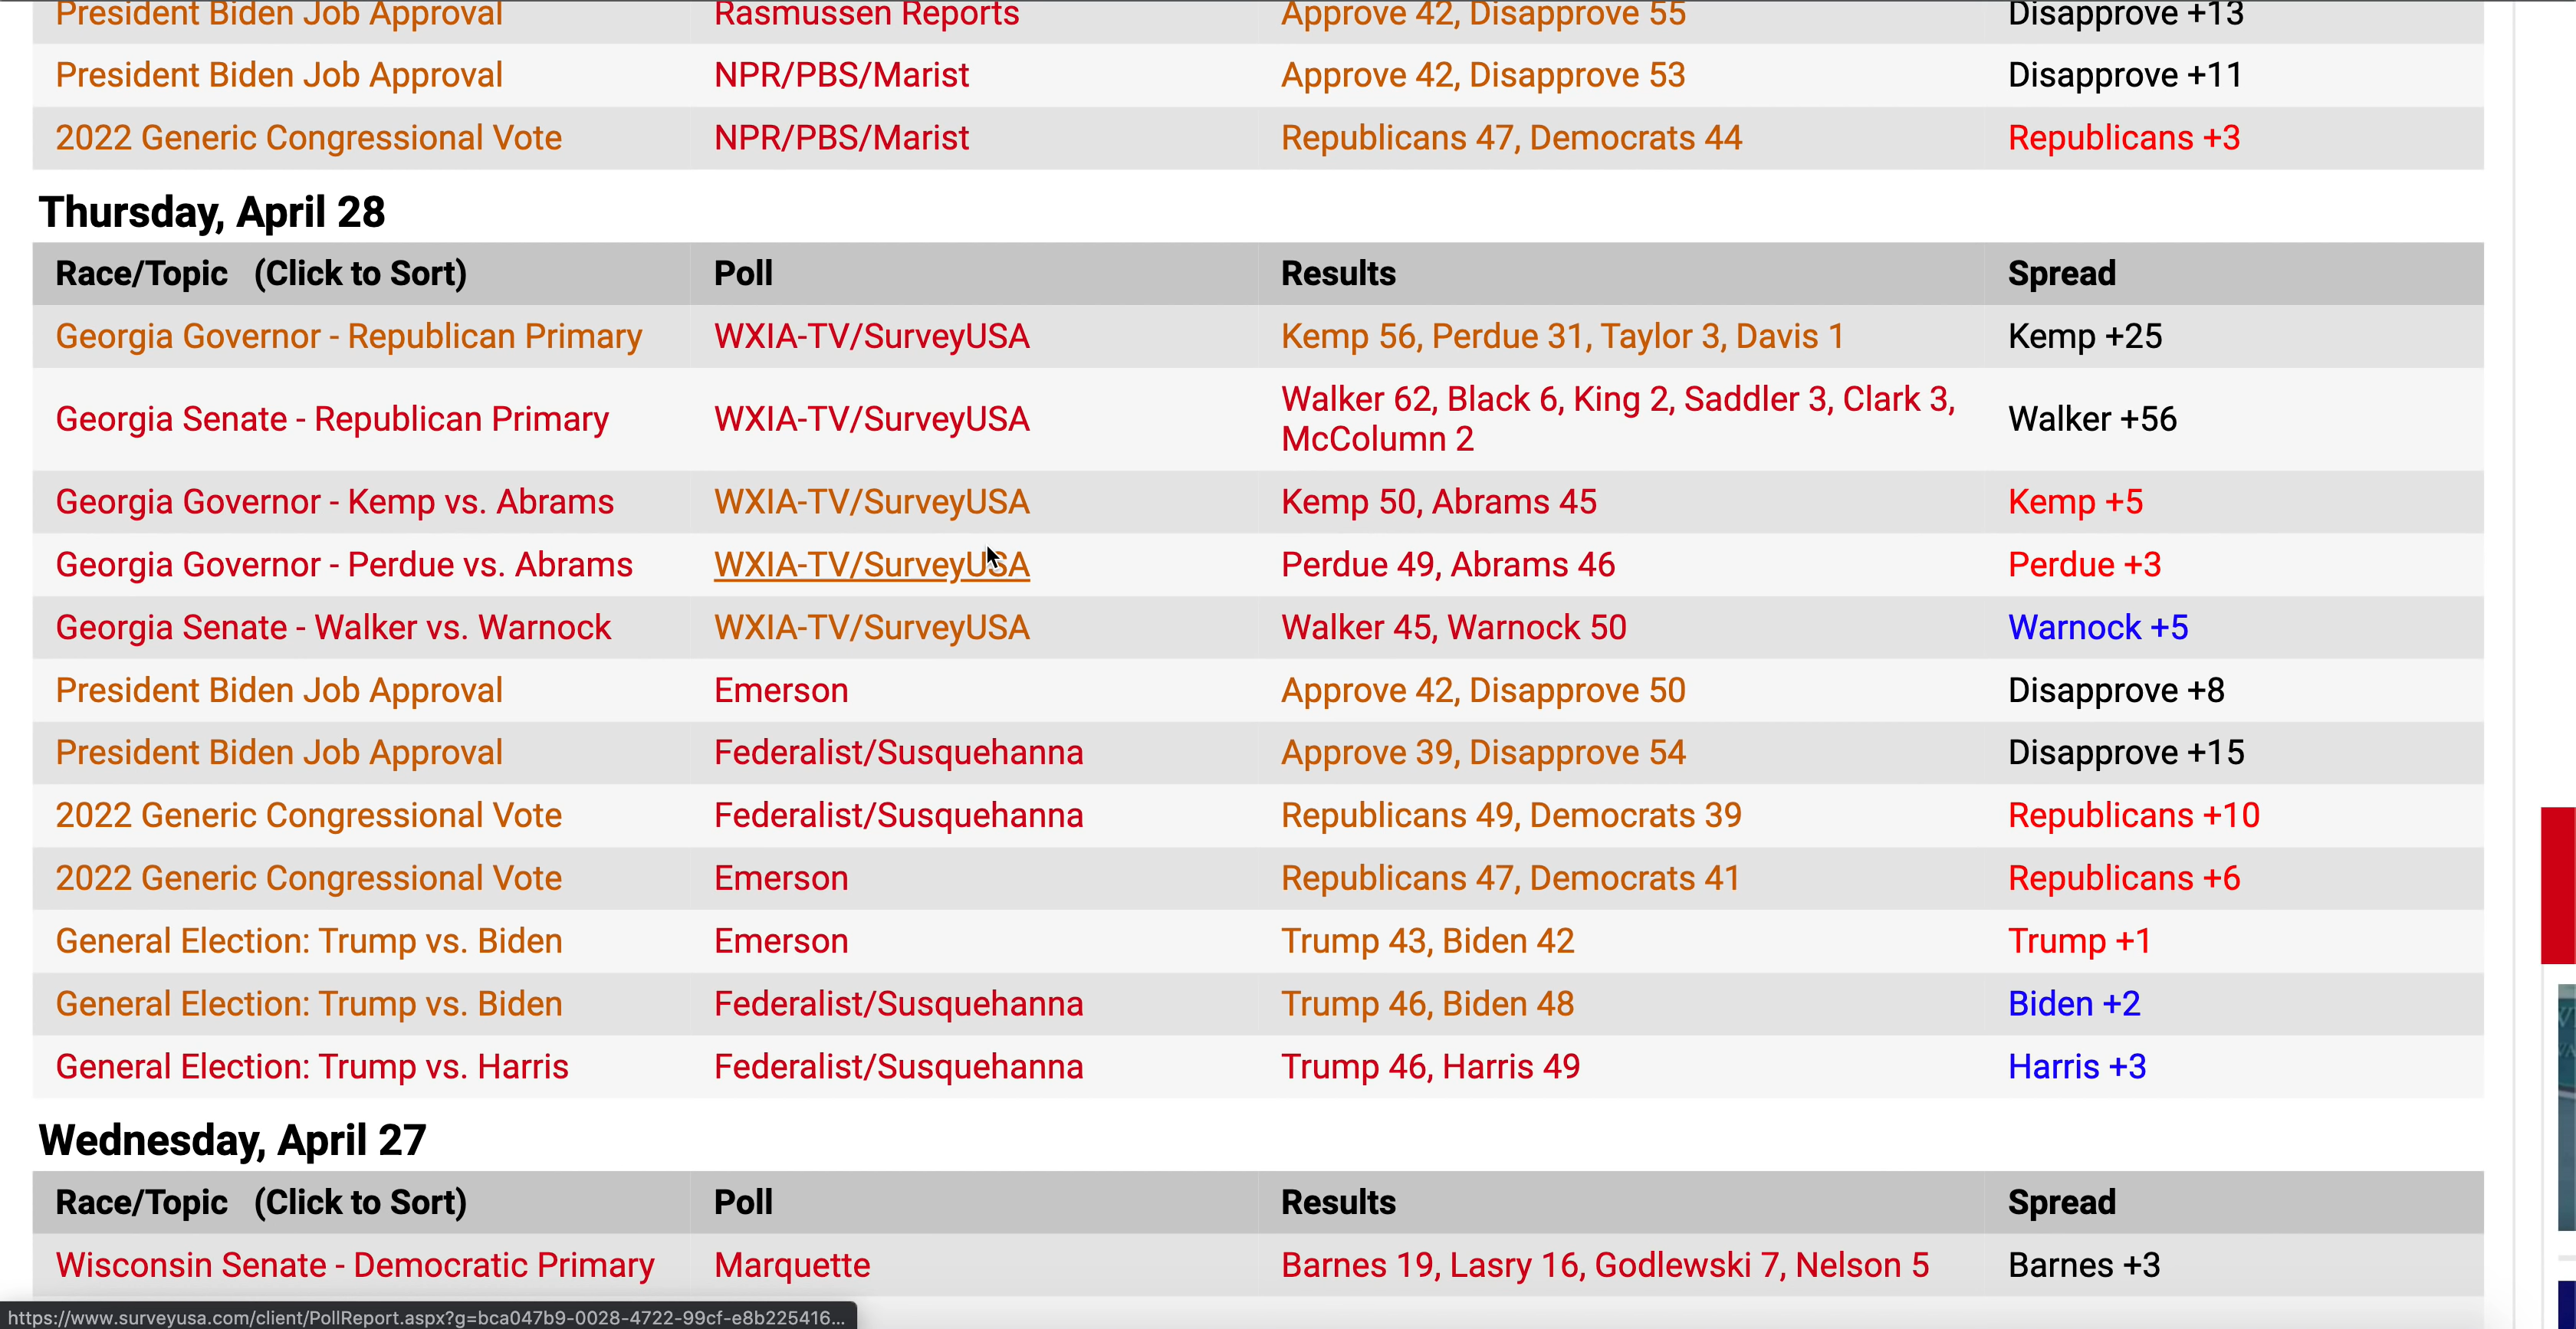 President Biden Job Approval Rasmussen Reports Approve 42, Disapprove 55 Disapprove +13
President Biden Job Approval NPR/PBS/Marist Approve 42, Disapprove 53 Disapprove +11
2022 Generic Congressional Vote NPR/PBS/Marist Republicans 47, Democrats 44 Republicans +3
Thursday, April 28
Race/Topic (Click to Sort) Poll Results Spread
Georgia Governor - Republican Primary WXIA-TV/SurveyUSA Kemp 56, Perdue 31, Taylor 3, Davis 1 Kemp +25
Georgia Senate - Republican Primary WXIA-TV/SurveyUSA Walker 62, Black 6, King 2, Saddler 3, Clark 3, McColumn 2 Walker +56
Georgia Governor - Kemp vs. Abrams WXIA-TV/SurveyUSA Kemp 50, Abrams 45 Kemp +5
Georgia Governor - Perdue vs. Abrams WXIA-TV/SurveyUSA Perdue 49, Abrams 46 Perdue +3
Georgia Senate - Walker vs. Warnock WXIA-TV/SurveyUSA Walker 45, Warnock 50 Warnock +5
President Biden Job Approval Emerson Approve 42, Disapprove 50 Disapprove +8
President Biden Job Approval Federalist/Susquehanna Approve 39, Disapprove 54 Disapprove +15
2022 Generic Congressional Vote Federalist/Susquehanna Republicans 49, Democrats 39 Republicans +10
2022 Generic Congressional Vote Emerson Republicans 47, Democrats 41 Republicans +6
General Election: Trump vs. Biden Emerson Trump 43, Biden 42 Trump +1
General Election: Trump vs. Biden Federalist/Susquehanna Trump 46, Biden 48 Biden +2
General Election: Trump vs. Harris Federalist/Susquehanna Trump 46, Harris 49 Harris +3
Wednesday, April 27
Race/Topic (Click to Sort) Poll Results Spread
Wisconsin Senate - Democratic Primary Marquette Barnes 19, Lasry 16, Godlewski 7, Nelson 5 Barnes +3
https://www.surveyusa.com/client/PollReport.aspx?g=bca047b9-0028-4722-99cf-e8b225416...